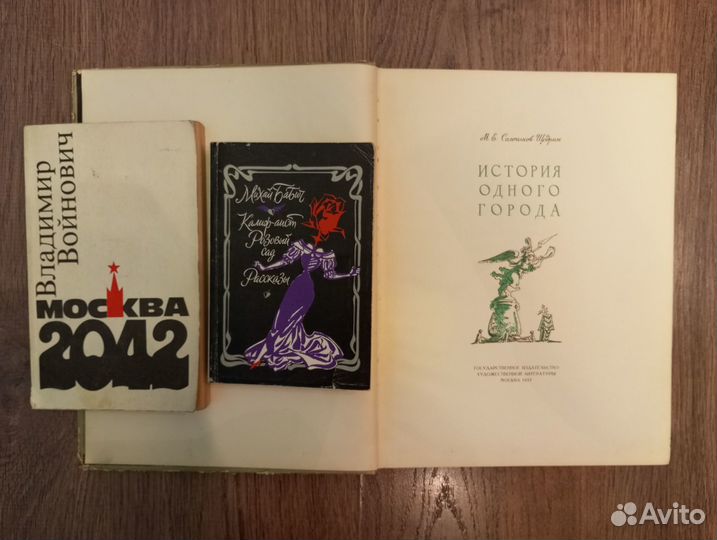 Владимир
Войнович
МОСКВА
2042
Михай Бабич
Калиф-аист
Розовый
сад
Рассказы
М. Е. Салтыков Щедрин
ИСТОРИЯ
ОДНОГО
ГОРОДА
ГОСУДАРСТВЕННОЕ ИЗДАТЕЛЬСТВО
ХУДОЖЕСТВЕННОЙ ЛИТЕРАТУРЫ
МОСКВА
Avito